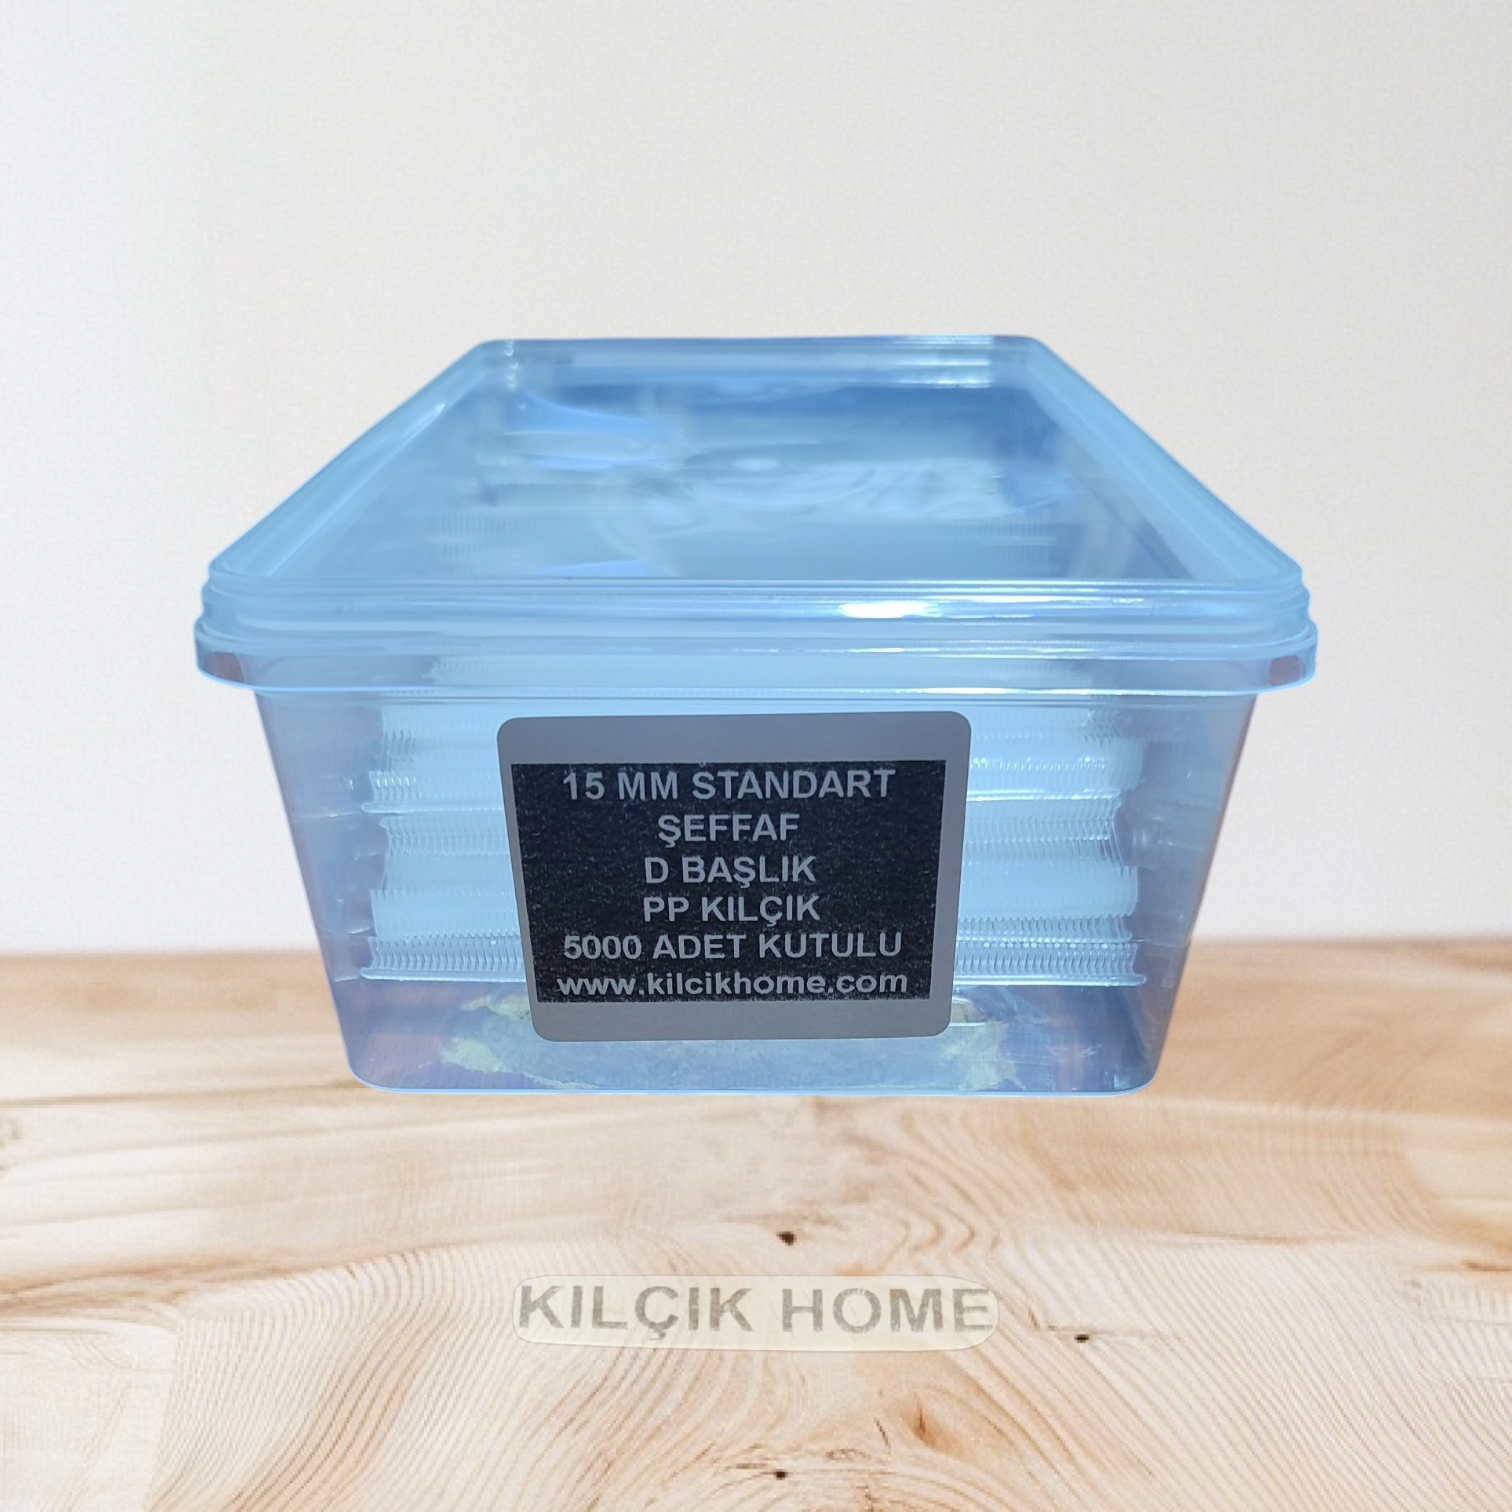 15 MM STANDART
ŞEFFAF
D BAŞLIK
PP KILÇIK
5000 ADET KUTULU
www.kilcikhome.com
KILÇIK HOME